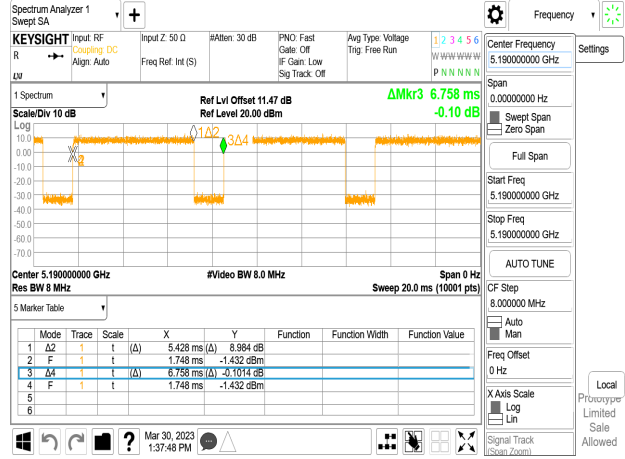 Spectrum Analyzer 1
Swept SA
Frequency
KEYSIGHT
R
Input: RF
Coupling: DC
Align: Auto
Input Z: 50 Ω
Freq Ref: Int (S)
#Atten: 30 dB
PNO: Fast
Gate: Off
IF Gain: Low
Sig Track: Off
Avg Type: Voltage
Trig: Free Run
1 2 3 4 5 6
W W W W W W
P N N N N N
1 Spectrum
Scale/Div 10 dB
Ref Lvl Offset 11.47 dB
Ref Level 20.00 dBm
ΔMkr3 6.758 ms
-0.10 dB
Log
10.0
0.00
-10.0
-20.0
-30.0
-40.0
-50.0
-60.0
-70.0
1Δ2
3Δ4
Center 5.190000000 GHz
Res BW 8 MHz
#Video BW 8.0 MHz
Span 0 Hz
Sweep 20.0 ms (10001 pts)
5 Marker Table
Mode Trace Scale X Y Function Function Width Function Value
1 Δ2 1 t (Δ) 5.428 ms (Δ) 8.984 dB
2 F 1 t 1.748 ms -1.432 dBm
3 Δ4 1 t (Δ) 6.758 ms (Δ) -0.1014 dB
4 F 1 t 1.748 ms -1.432 dBm
5
6
Mar 30, 2023
1:37:48 PM
Center Frequency
5.190000000 GHz
Settings
Span
0.00000000 Hz
Swept Span
Zero Span
Full Span
Start Freq
5.190000000 GHz
Stop Freq
5.190000000 GHz
AUTO TUNE
CF Step
8.000000 MHz
Auto
Man
Freq Offset
0 Hz
X Axis Scale
Log
Lin
Signal Track
(Span Zoom)
Local
Prototype
Limited
Sale
Allowed